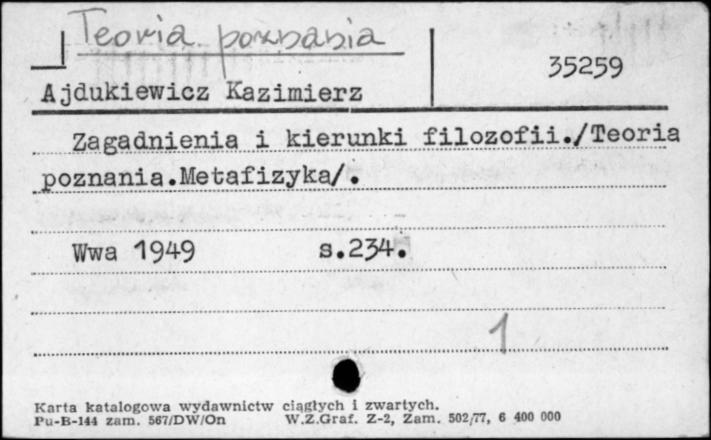 Teoria poznania
35259
Ajdukiewicz Kazimierz
Zagadnienia i kierunki filozofii./Teoria
poznania.Metafizyka/.
Wwa 1949 s.234.
1
Karta katalogowa wydawnictw ciągłych i zwartych.
Pu-B-144 zam. 567/DW/On W.Z.Graf. Z-2, Zam. 502/77, 6 400 000